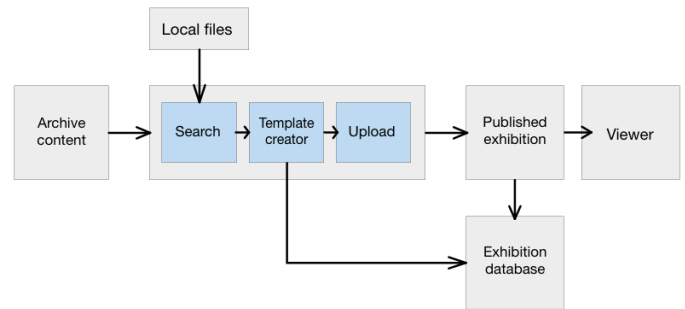 Local files
Archive
content
Search
Template
creator
Upload
Published
exhibition
Viewer
Exhibition
database